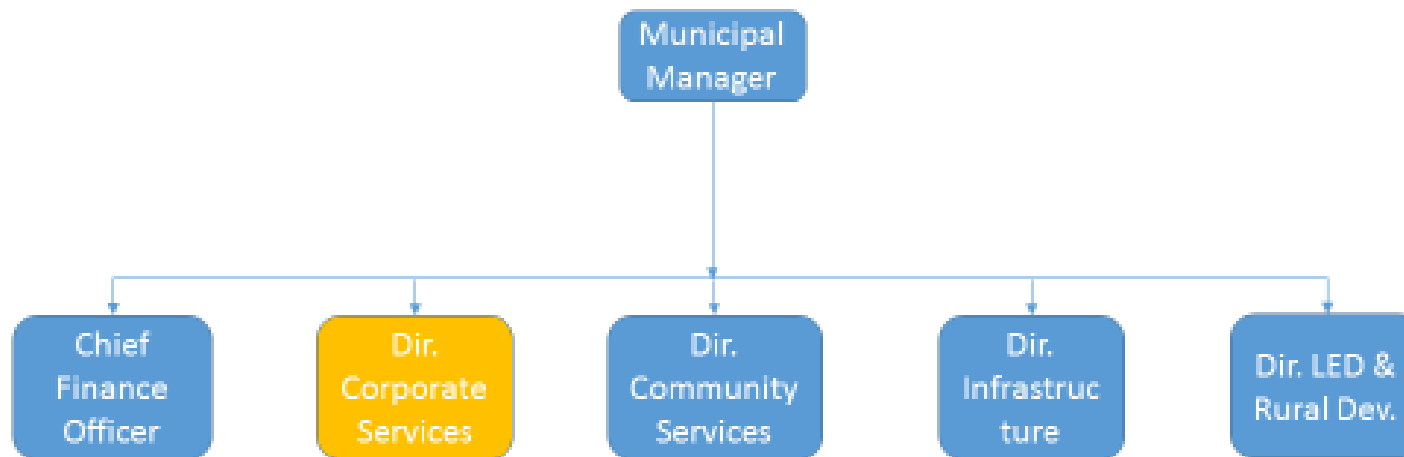 Municipal
Manager
Chief
Finance
Officer
Dir.
Corporate
Services
Dir.
Community
Services
Dir.
Infrastruc
ture
Dir. LED &
Rural Dev.